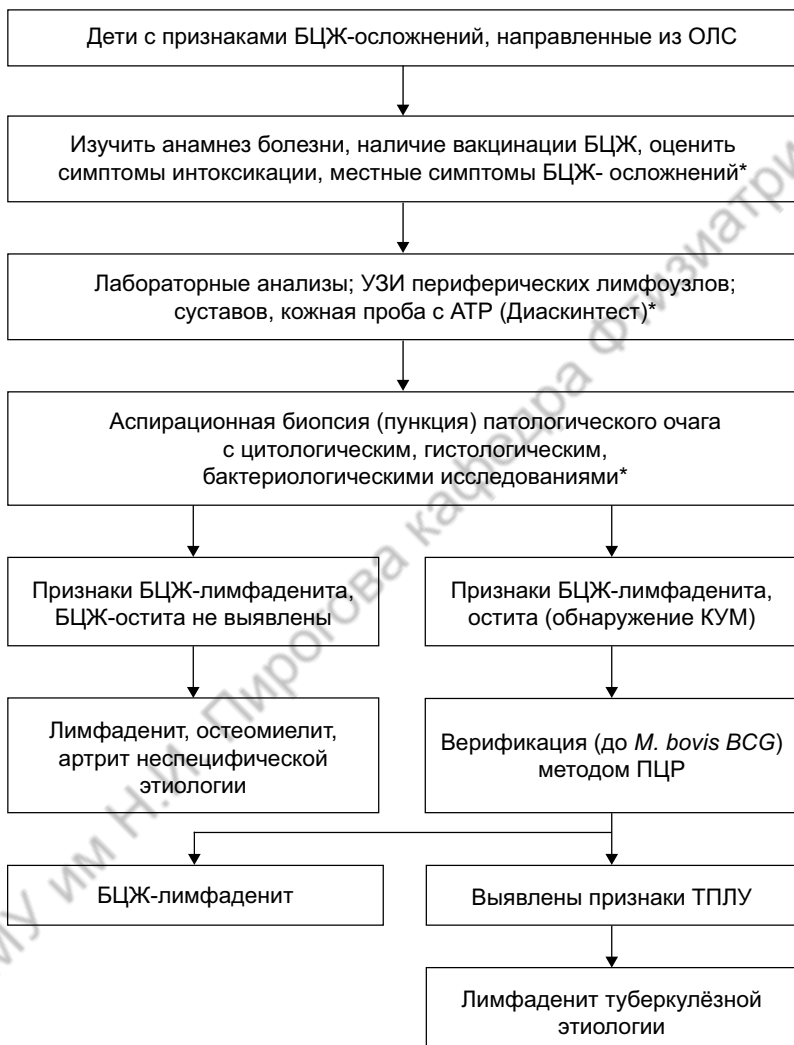 Дети с признаками БЦЖ-осложнений, направленные из ОЛС
Изучить анамнез болезни, наличие вакцинации БЦЖ, оценить
симптомы интоксикации, местные симптомы БЦЖ- осложнений*
Лабораторные анализы; УЗИ периферических лимфоузлов;
суставов, кожная проба с АТР (Диаскинтест)*
Аспирационная биопсия (пункция) патологического очага
с цитологическим, гистологическим,
бактериологическими исследованиями*
Признаки БЦЖ-лимфаденита,
БЦЖ-остита не выявлены
Признаки БЦЖ-лимфаденита,
остита (обнаружение КУМ)
Лимфаденит, остеомиелит,
артрит неспецифической
этиологии
Верификация (до M. bovis BCG)
методом ПЦР
БЦЖ-лимфаденит
Выявлены признаки ТПЛУ
Лимфаденит туберкулёзной
этиологии
им Н.И. Пирогова кафедра